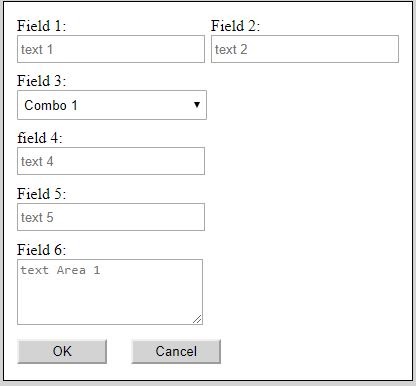 Field 1: Field 2:
text 1 text 2
Field 3:
Combo 1
field 4:
text 4
Field 5:
text 5
Field 6:
text Area 1
OK Cancel